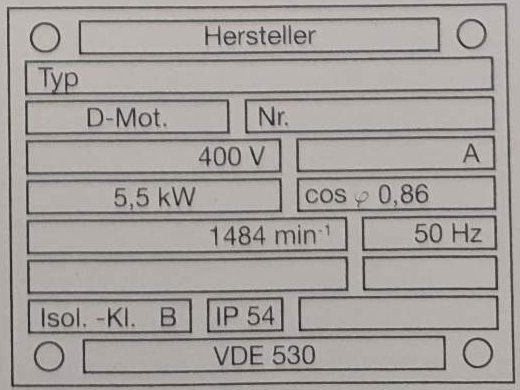 Hersteller
Typ
D-Mot. Nr.
400 V A
5,5 kW cos φ 0,86
1484 min⁻¹ 50 Hz
Isol. -Kl. B IP 54
VDE 530